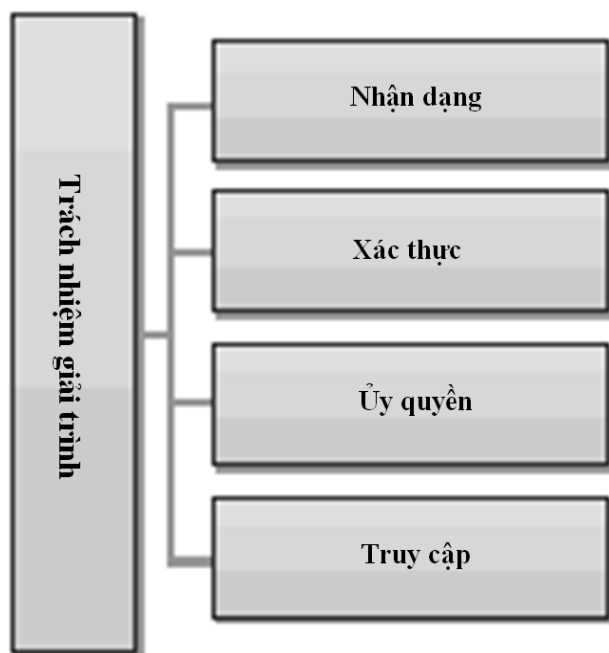 Trách nhiệm giải trình
Nhận dạng
Xác thực
Ủy quyền
Truy cập